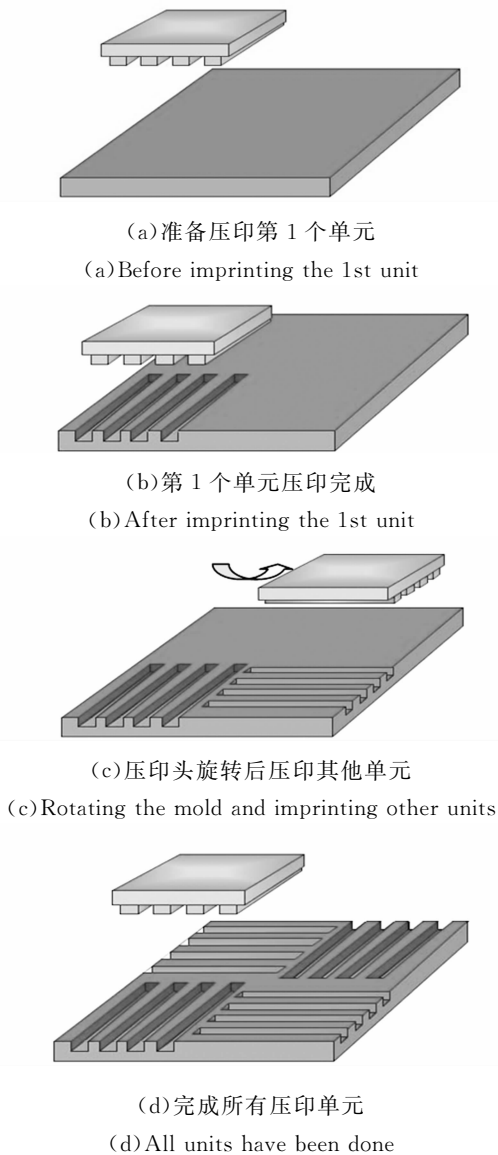 (a)准备压印第 1 个单元
(a)Before imprinting the 1st unit
(b)第 1 个单元压印完成
(b)After imprinting the 1st unit
(c)压印头旋转后压印其他单元
(c)Rotating the mold and imprinting other units
(d)完成所有压印单元
(d)All units have been done